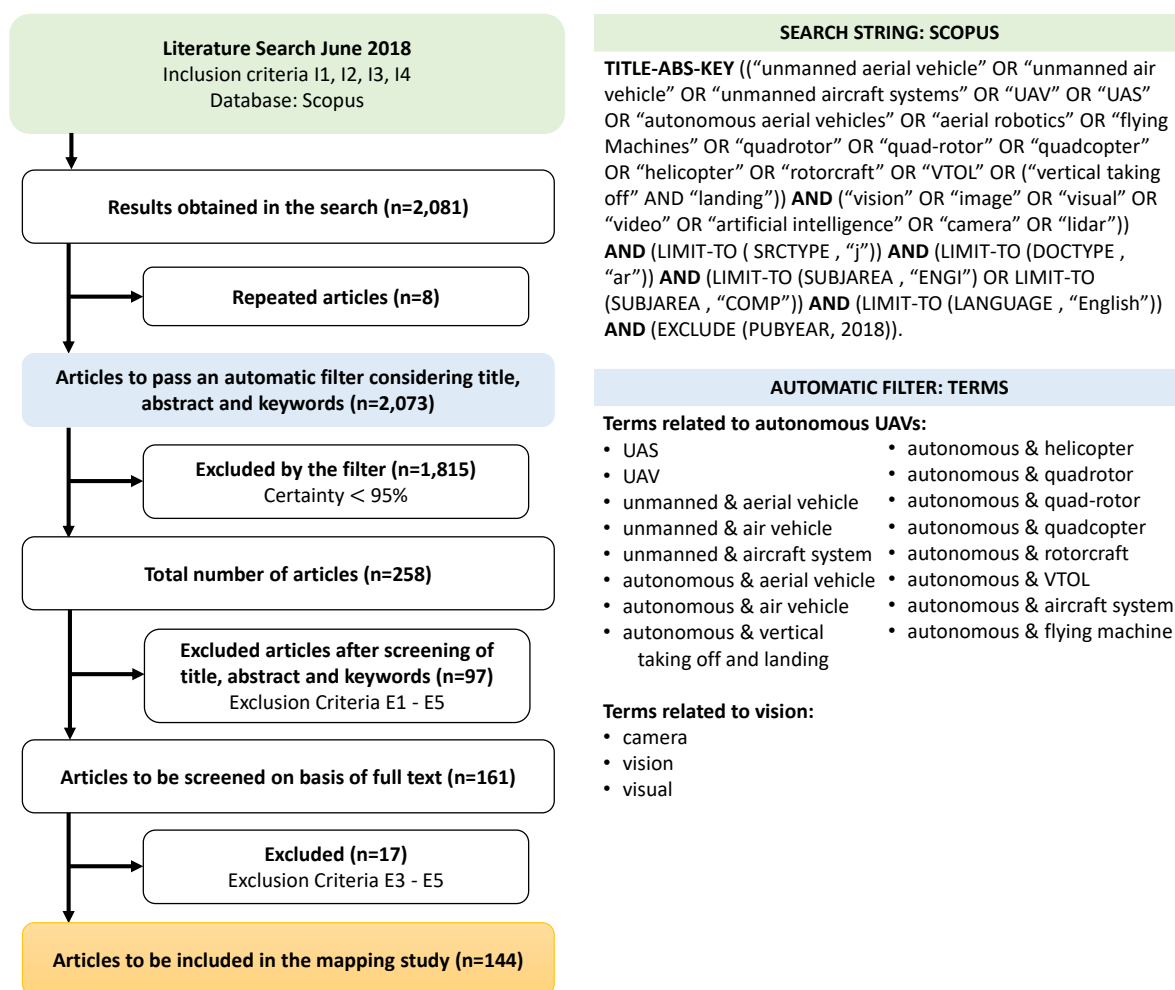 Literature Search June 2018
Inclusion criteria I1, I2, I3, I4
Database: Scopus
Results obtained in the search (n=2,081)
Repeated articles (n=8)
Articles to pass an automatic filter considering title,
abstract and keywords (n=2,073)
Excluded by the filter (n=1,815)
Certainty < 95%
Total number of articles (n=258)
Excluded articles after screening of
title, abstract and keywords (n=97)
Exclusion Criteria E1 - E5
Articles to be screened on basis of full text (n=161)
Excluded (n=17)
Exclusion Criteria E3 - E5
Articles to be included in the mapping study (n=144)
SEARCH STRING: SCOPUS
TITLE-ABS-KEY ((“unmanned aerial vehicle” OR “unmanned air
vehicle” OR “unmanned aircraft systems” OR “UAV” OR “UAS”
OR “autonomous aerial vehicles” OR “aerial robotics” OR “flying
Machines” OR “quadrotor” OR “quad-rotor” OR “quadcopter”
OR “helicopter” OR “rotorcraft” OR “VTOL” OR (“vertical taking
off” AND “landing”)) AND (“vision” OR “image” OR “visual” OR
“video” OR “artificial intelligence” OR “camera” OR “lidar”))
AND (LIMIT-TO ( SRCTYPE , “j”)) AND (LIMIT-TO (DOCTYPE ,
“ar”)) AND (LIMIT-TO (SUBJAREA , “ENGI”) OR LIMIT-TO
(SUBJAREA , “COMP”)) AND (LIMIT-TO (LANGUAGE , “English”))
AND (EXCLUDE (PUBYEAR, 2018)).
AUTOMATIC FILTER: TERMS
Terms related to autonomous UAVs:
• UAS
• UAV
• unmanned & aerial vehicle
• unmanned & air vehicle
• unmanned & aircraft system
• autonomous & aerial vehicle
• autonomous & air vehicle
• autonomous & vertical
taking off and landing
• autonomous & helicopter
• autonomous & quadrotor
• autonomous & quad-rotor
• autonomous & quadcopter
• autonomous & rotorcraft
• autonomous & VTOL
• autonomous & aircraft system
• autonomous & flying machine
Terms related to vision:
• camera
• vision
• visual